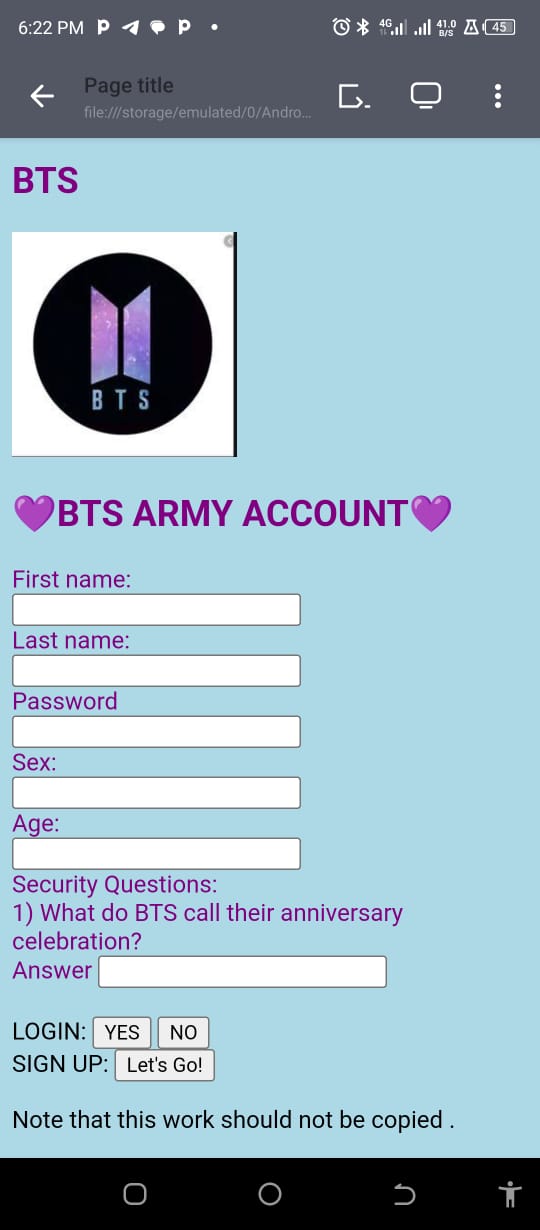 6:22 PM 4G 41.0 B/S 45
Page title
file:///storage/emulated/0/Andro...
BTS
BTS
💜BTS ARMY ACCOUNT💜
First name:
Last name:
Password
Sex:
Age:
Security Questions:
1) What do BTS call their anniversary
celebration?
Answer
LOGIN: YES NO
SIGN UP: Let's Go!
Note that this work should not be copied .